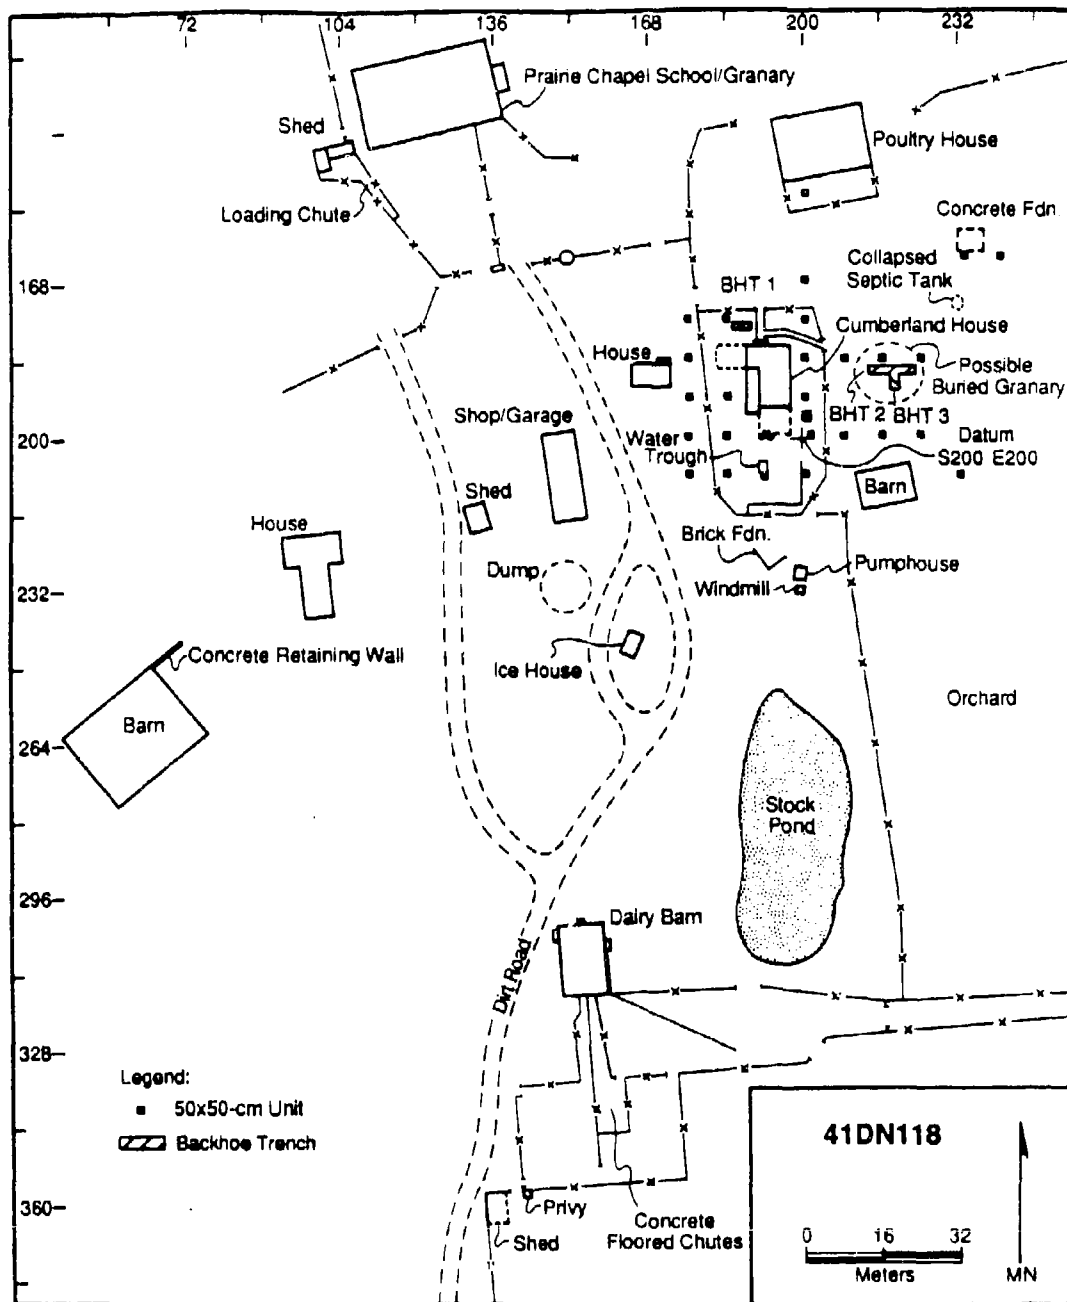 72
104
136
168
200
232
Prairie Chapel School/Granary
Shed
Loading Chute
Poultry House
Concrete Fdn.
Collapsed
Septic Tank
168
BHT 1
Cumberland House
House
Possible
Buried Granary
BHT 2
BHT 3
Shop/Garage
200
Water
Trough
Datum
S200 E200
Shed
Barn
House
Brick Fdn.
Dump
Pumphouse
232
Windmill
Concrete Retaining Wall
Ice House
Orchard
Barn
264
Stock
Pond
296
Dairy Barn
Dirt Road
328
Legend:
50x50-cm Unit
Backhoe Trench
41DN118
360
Privy
Shed
Concrete
Floored Chutes
0 16 32
Meters
MN